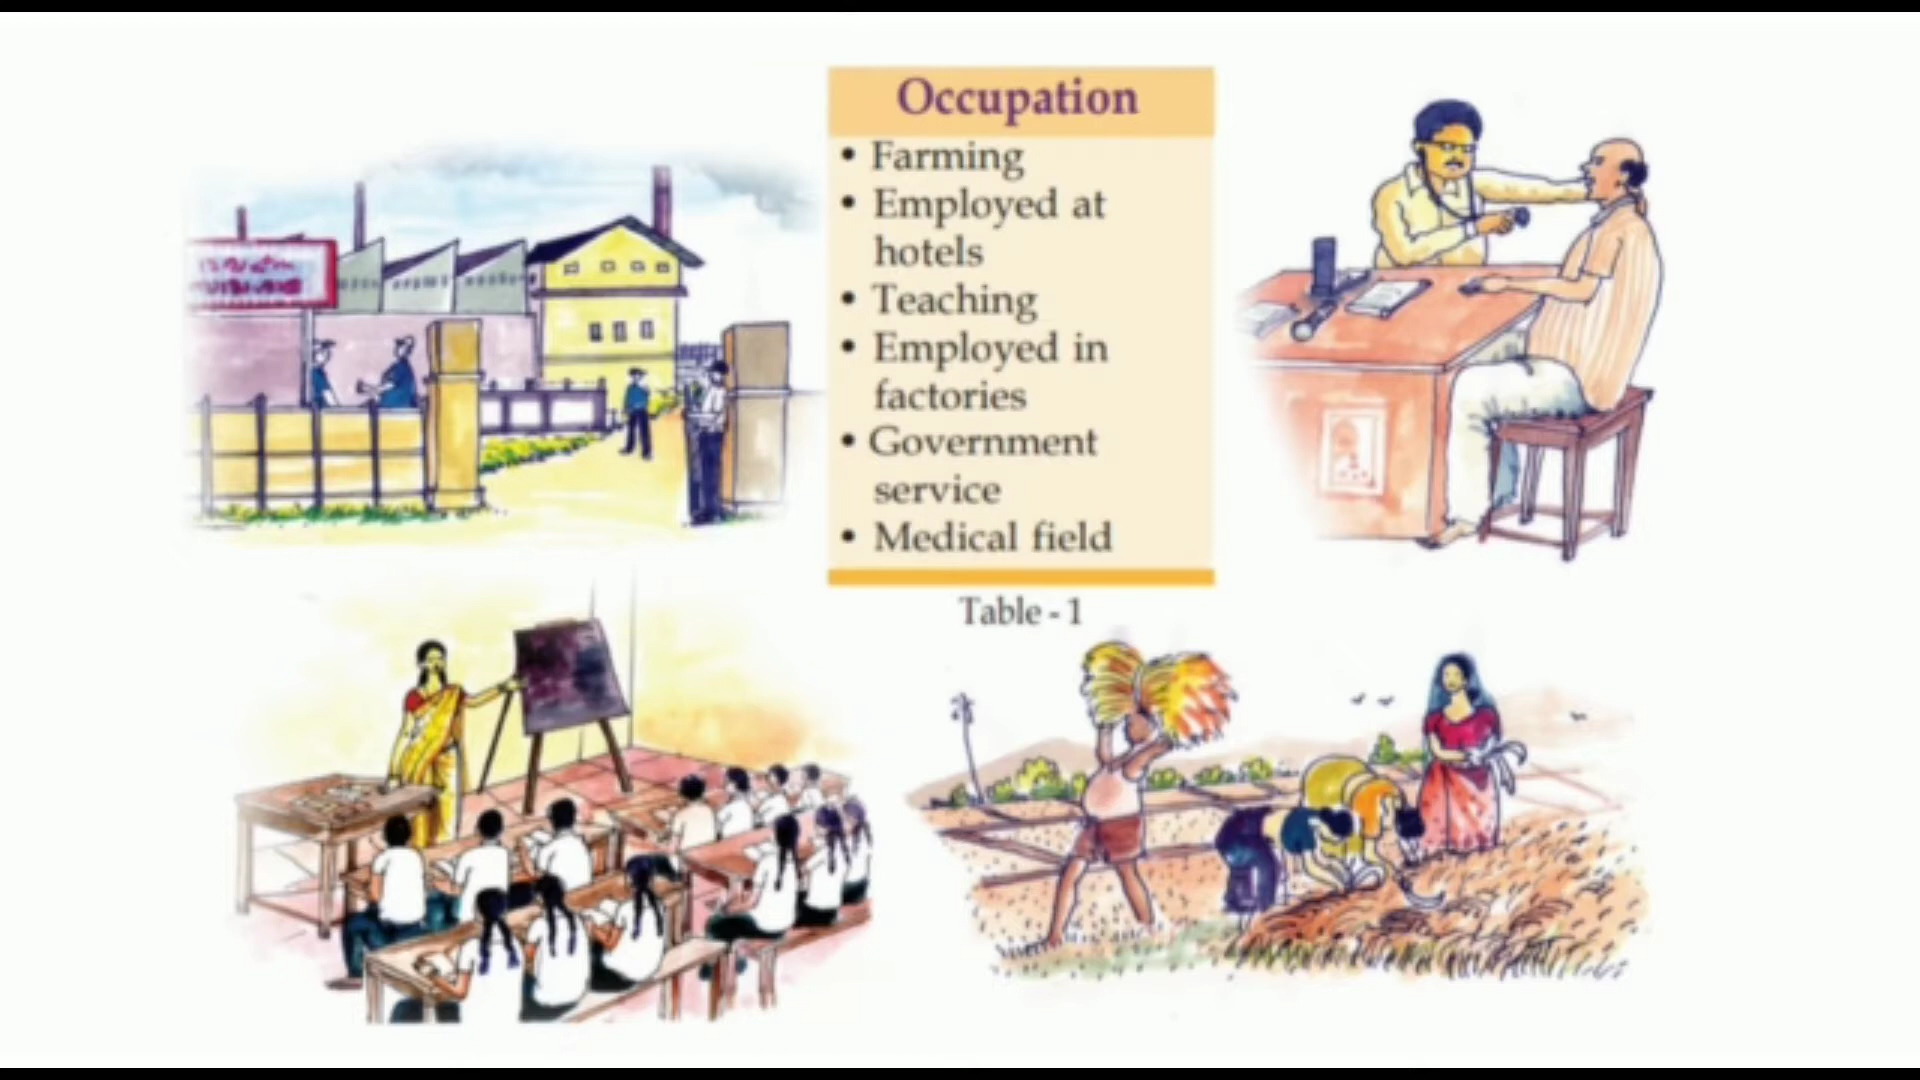 Occupation
• Farming
• Employed at
hotels
• Teaching
• Employed in
factories
• Government
service
• Medical field
Table - 1